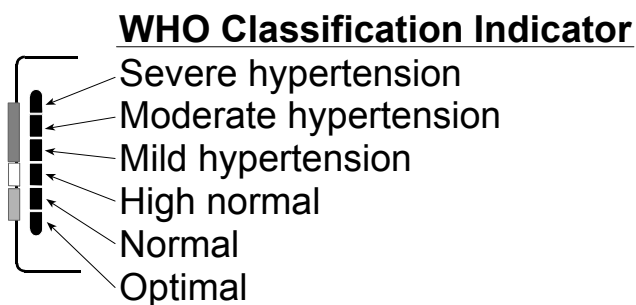 WHO Classification Indicator
Severe hypertension
Moderate hypertension
Mild hypertension
High normal
Normal
Optimal